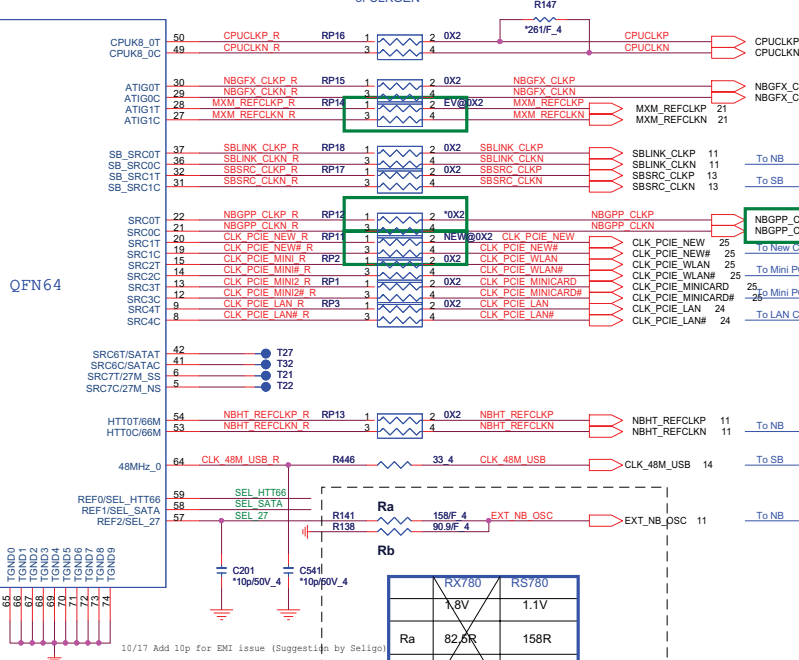 R147
*261/F_4
CPUK8_0T 50 CPUCLKP_R RP16 1 2 0X2 CPUCLKP CPUCLKP
CPUK8_0C 49 CPUCLKN_R 3 4 CPUCLKN CPUCLKN
ATIG0T 30 NBGFX_CLKP_R RP15 1 2 0X2 NBGFX_CLKP
ATIG0C 29 NBGFX_CLKN_R 3 4 NBGFX_CLKN
ATIG1T 28 MXM_REFCLKP_R RP14 1 2 EV@0X2 MXM_REFCLKP MXM_REFCLKP 21
ATIG1C 27 MXM_REFCLKN_R 3 4 MXM_REFCLKN MXM_REFCLKN 21
SB_SRC0T 37 SBLINK_CLKP_R RP18 1 2 0X2 SBLINK_CLKP SBLINK_CLKP 11
SB_SRC0C 36 SBLINK_CLKN_R 3 4 SBLINK_CLKN SBLINK_CLKN 11 To NB
SB_SRC1T 32 SBSRC_CLKP_R RP17 1 2 0X2 SBSRC_CLKP SBSRC_CLKP 13
SB_SRC1C 31 SBSRC_CLKN_R 3 4 SBSRC_CLKN SBSRC_CLKN 13 To SB
SRC0T 22 NBGPP_CLKP_R RP12 1 2 *0X2 NBGPP_CLKP
SRC0C 21 NBGPP_CLKN_R 3 4 NBGPP_CLKN
SRC1T 20 CLK_PCIE_NEW_R RP11 1 2 NEW@0X2 CLK_PCIE_NEW CLK_PCIE_NEW 25
SRC1C 19 CLK_PCIE_NEW#_R 3 4 CLK_PCIE_NEW# CLK_PCIE_NEW# 25 To New
SRC2T 15 CLK_PCIE_MINI_R RP2 1 2 0X2 CLK_PCIE_WLAN CLK_PCIE_WLAN 25
SRC2C 14 CLK_PCIE_MINI#_R 3 4 CLK_PCIE_WLAN# CLK_PCIE_WLAN# 25 To Mini
SRC3T 13 CLK_PCIE_MINI2_R RP1 1 2 0X2 CLK_PCIE_MINICARD CLK_PCIE_MINICARD 25
SRC3C 12 CLK_PCIE_MINI2#_R 3 4 CLK_PCIE_MINICARD# CLK_PCIE_MINICARD# 25 To Mini
SRC4T 9 CLK_PCIE_LAN_R RP3 1 2 0X2 CLK_PCIE_LAN CLK_PCIE_LAN 24
SRC4C 8 CLK_PCIE_LAN#_R 3 4 CLK_PCIE_LAN# CLK_PCIE_LAN# 24 To LAN
QFN64
SRC6T/SATAT 42 T27
SRC6C/SATAC 41 T32
SRC7T/27M_SS 6 T21
SRC7C/27M_NS 5 T22
HTT0T/66M 54 NBHT_REFCLKP_R RP13 1 2 0X2 NBHT_REFCLKP NBHT_REFCLKP 11
HTT0C/66M 53 NBHT_REFCLKN_R 3 4 NBHT_REFCLKN NBHT_REFCLKN 11 To NB
48MHz_0 64 CLK_48M_USB_R R446 33_4 CLK_48M_USB CLK_48M_USB 14 To SB
REF0/SEL_HTT66 59 SEL_HTT66
REF1/SEL_SATA 58 SEL_SATA
REF2/SEL_27 57 SEL_27
Ra
R141 158/F_4 EXT_NB_OSC EXT_NB_OSC 11 To NB
R138 90.9/F_4
Rb
TGND0 TGND1 TGND2 TGND3 TGND4 TGND5 TGND6 TGND7 TGND8 TGND9
65 66 67 68 69 70 71 72 73 74
C201
*10p/50V_4
C541
*10p/50V_4
RX780 RS780
1.8V 1.1V
Ra 82.5R 158R
10/17 Add 10p for EMI issue (Suggestion by Seligo)